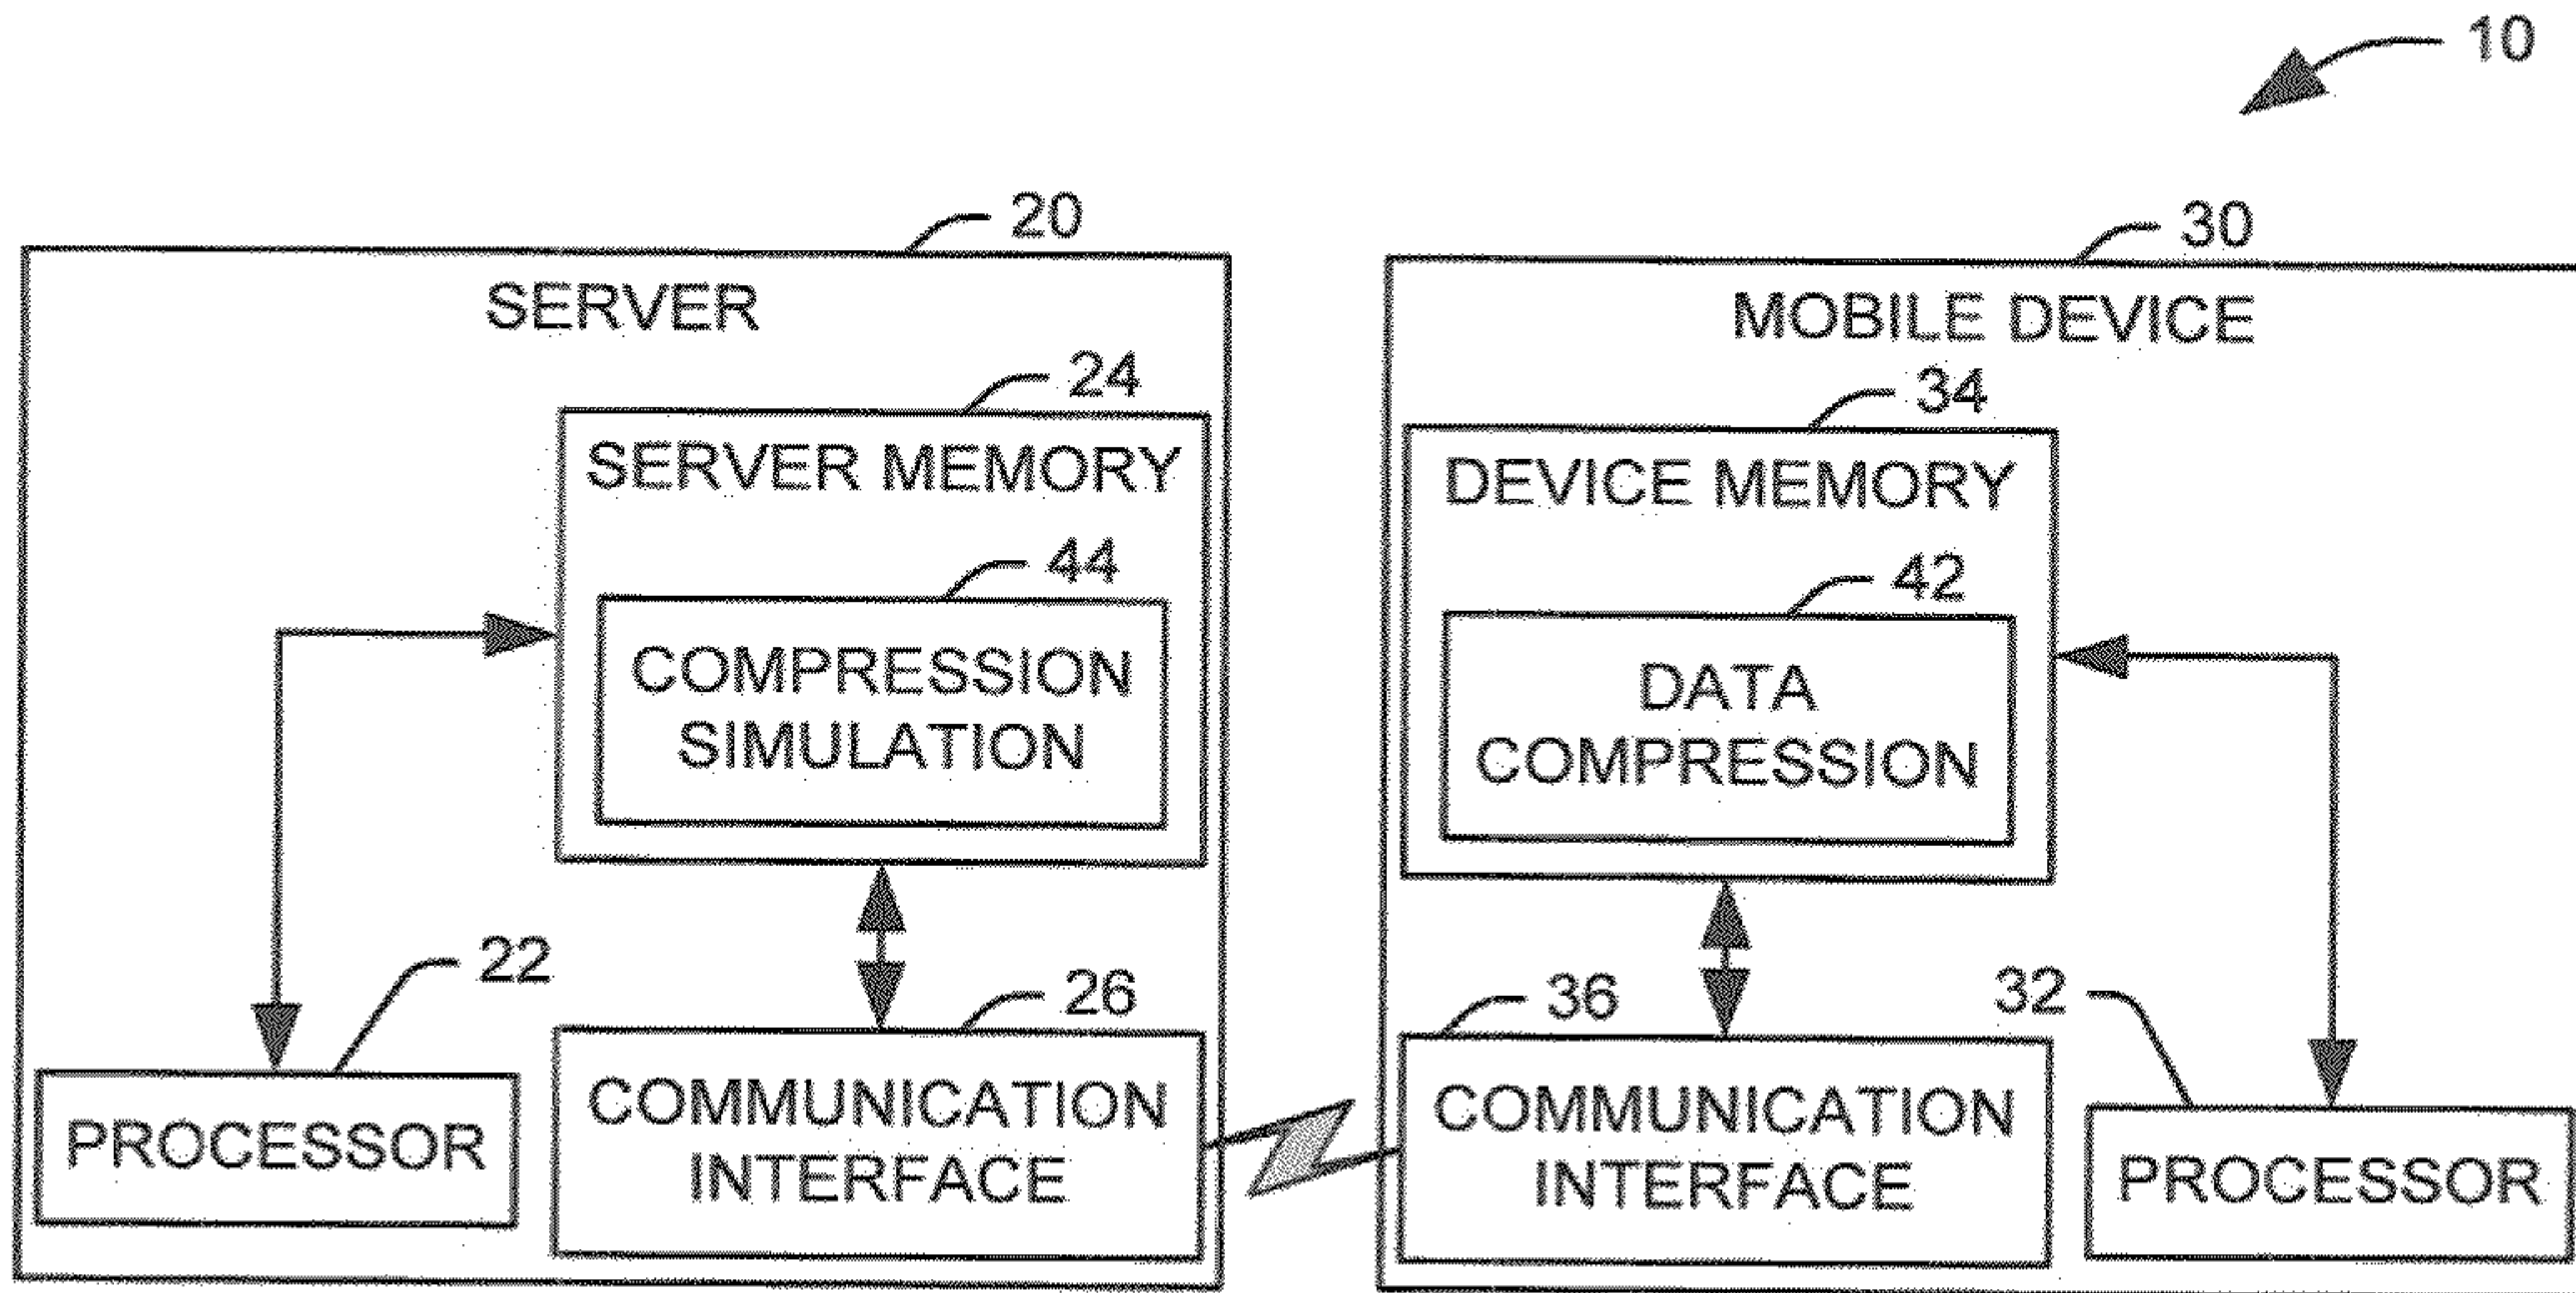 10
20
SERVER
24
SERVER MEMORY
44
COMPRESSION
SIMULATION
22
PROCESSOR
26
COMMUNICATION
INTERFACE
30
MOBILE DEVICE
34
DEVICE MEMORY
42
DATA
COMPRESSION
36
COMMUNICATION
INTERFACE
32
PROCESSOR